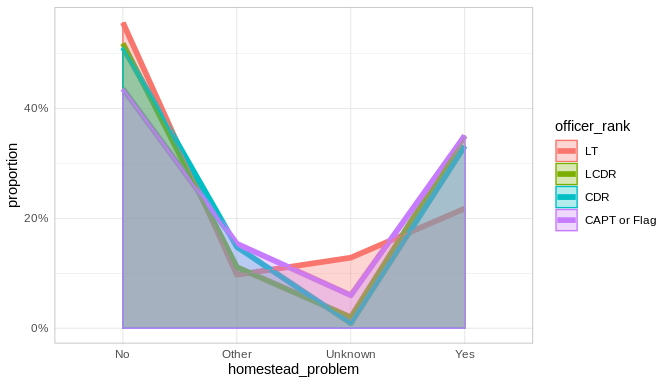 proportion
40%
20%
0%
No
Other
Unknown
Yes
homestead_problem
officer_rank
LT
LCDR
CDR
CAPT or Flag